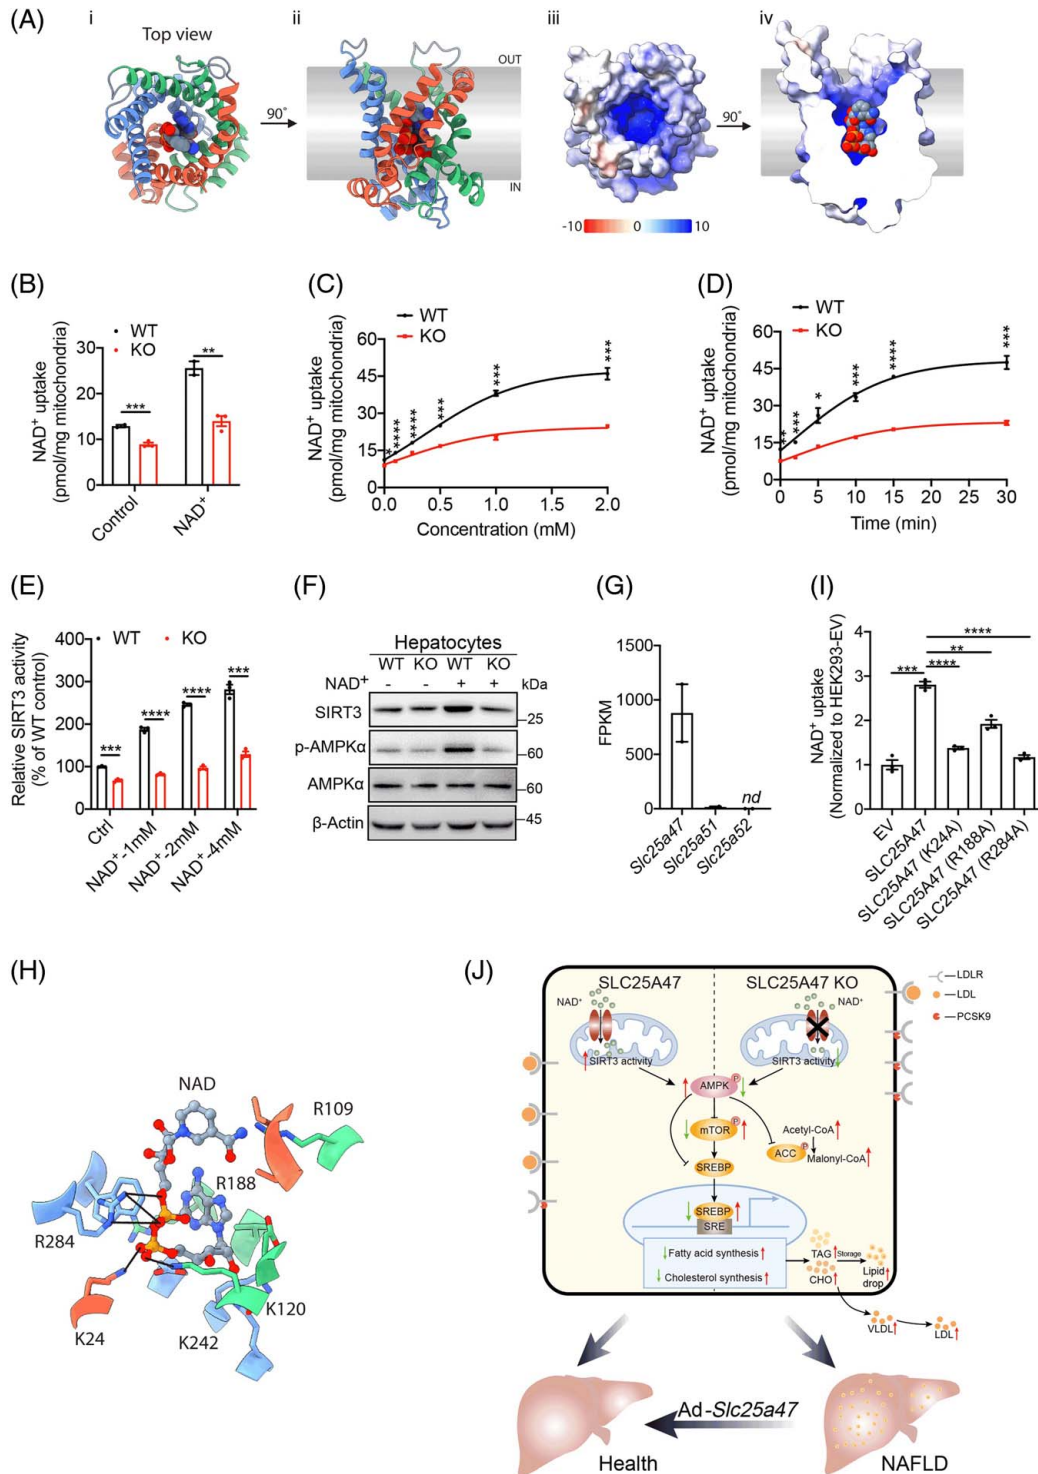 (A)
i
ii
iii
iv
Top view
OUT
90°
90°
IN
-10
0
10
(B)
WT
KO
NAD+ uptake
(pmol/mg mitochondria)
30
20
10
0
***
**
Control
NAD+
(C)
WT
KO
NAD+ uptake
(pmol/mg mitochondria)
60
45
30
15
0
*
****
****
***
***
***
0.0
0.5
1.0
1.5
2.0
Concentration (mM)
(D)
WT
KO
NAD+ uptake
(pmol/mg mitochondria)
60
45
30
15
0
**
***
*
***
****
***
0
5
10
15
20
25
30
Time (min)
(E)
WT
KO
Relative SIRT3 activity
(% of WT control)
400
300
200
100
0
***
****
****
***
Ctrl
NAD+-1mM
NAD+-2mM
NAD+-4mM
(F)
Hepatocytes
WT KO WT KO
NAD+ - - + + kDa
SIRT3
25
p-AMPKα
60
AMPKα
60
β-Actin
45
(G)
FPKM
1500
1000
500
0
nd
Slc25a47
Slc25a51
Slc25a52
(I)
NAD+ uptake
(Normalized to HEK293-EV)
4
3
2
1
0
****
**
*** ****
EV
SLC25A47
SLC25A47 (K24A)
SLC25A47 (R188A)
SLC25A47 (R284A)
(H)
NAD
R109
R188
R284
K120
K24
K242
(J)
SLC25A47
SLC25A47 KO
NAD+
NAD+
SIRT3 activity
SIRT3 activity
AMPK
P
mTOR
P
SREBP
ACC
P
Acetyl-CoA
Malonyl-CoA
SREBP
SRE
Fatty acid synthesis
Cholesterol synthesis
TAG
CHO
Storage
Lipid
drop
VLDL
LDL
LDLR
LDL
PCSK9
Ad-Slc25a47
Health
NAFLD